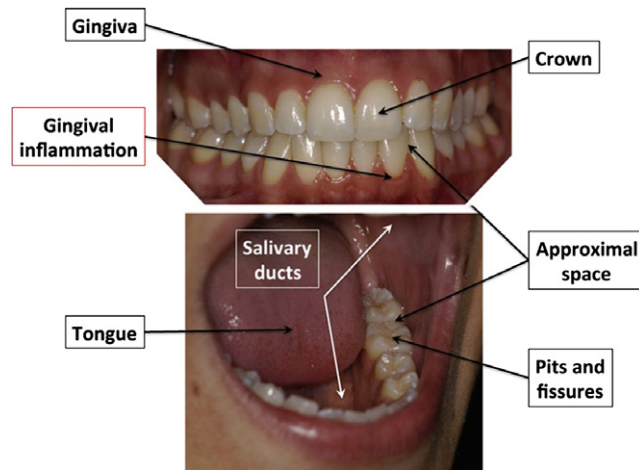 Gingiva
Crown
Gingival
inflammation
Salivary
ducts
Approximal
space
Tongue
Pits and
fissures